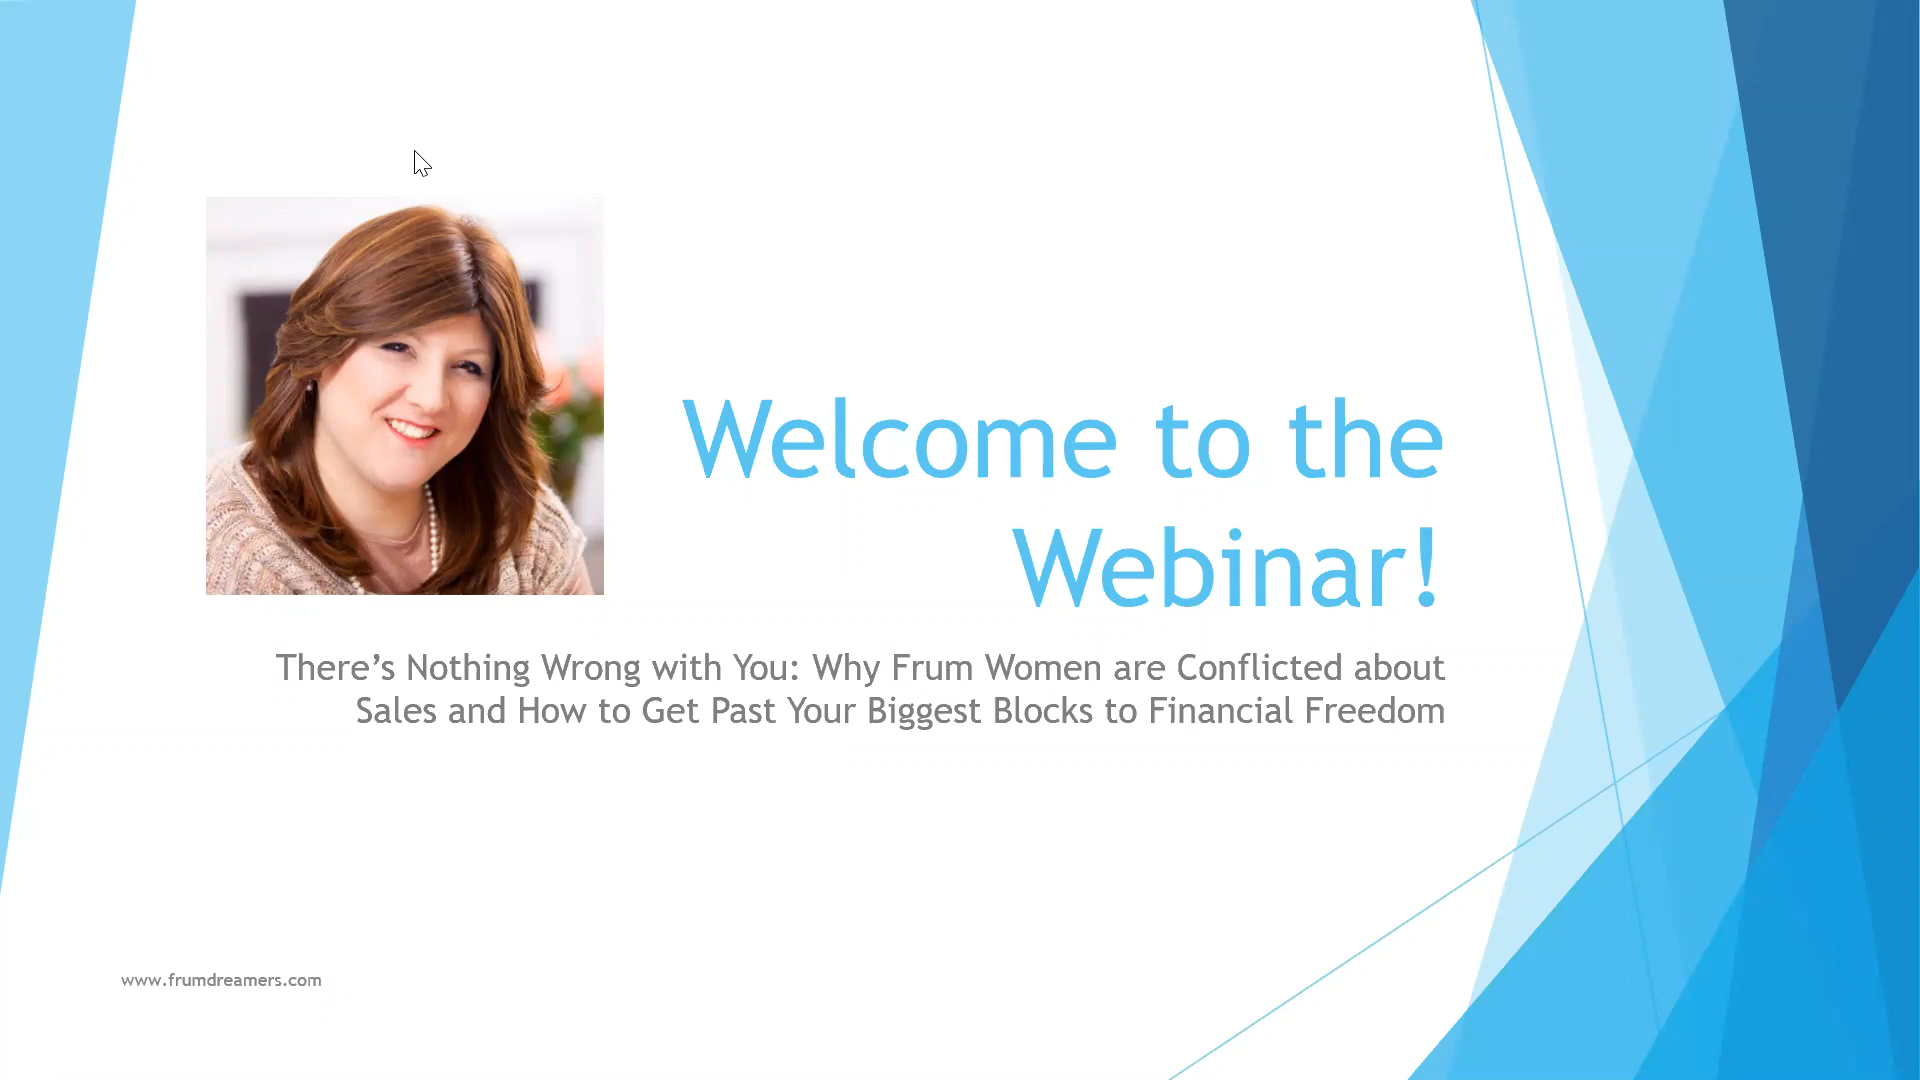 Welcome to the
Webinar!
There’s Nothing Wrong with You: Why Frum Women are Conflicted about
Sales and How to Get Past Your Biggest Blocks to Financial Freedom
www.frumdreamers.com